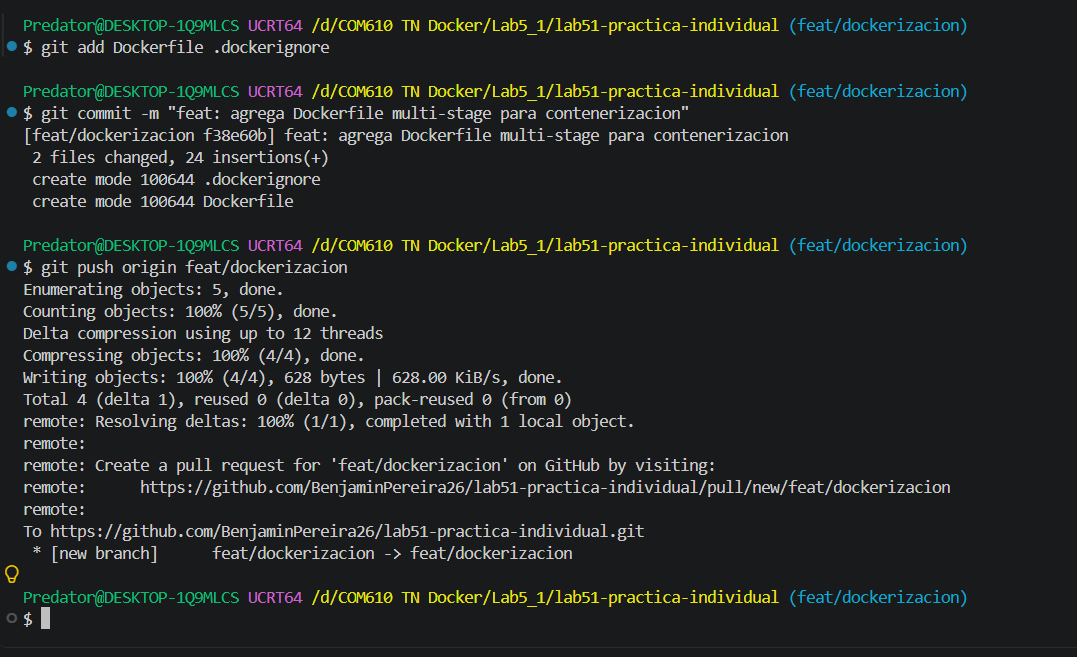 Predator@DESKTOP-1Q9MLCS UCRT64 /d/COM610 TN Docker/Lab5_1/lab51-practica-individual (feat/dockerizacion)
$ git add Dockerfile .dockerignore
Predator@DESKTOP-1Q9MLCS UCRT64 /d/COM610 TN Docker/Lab5_1/lab51-practica-individual (feat/dockerizacion)
$ git commit -m "feat: agrega Dockerfile multi-stage para contenerizacion"
[feat/dockerizacion f38e60b] feat: agrega Dockerfile multi-stage para contenerizacion
2 files changed, 24 insertions(+)
create mode 100644 .dockerignore
create mode 100644 Dockerfile
Predator@DESKTOP-1Q9MLCS UCRT64 /d/COM610 TN Docker/Lab5_1/lab51-practica-individual (feat/dockerizacion)
$ git push origin feat/dockerizacion
Enumerating objects: 5, done.
Counting objects: 100% (5/5), done.
Delta compression using up to 12 threads
Compressing objects: 100% (4/4), done.
Writing objects: 100% (4/4), 628 bytes | 628.00 KiB/s, done.
Total 4 (delta 1), reused 0 (delta 0), pack-reused 0 (from 0)
remote: Resolving deltas: 100% (1/1), completed with 1 local object.
remote:
remote: Create a pull request for 'feat/dockerizacion' on GitHub by visiting:
remote:      https://github.com/BenjaminPereira26/lab51-practica-individual/pull/new/feat/dockerizacion
remote:
To https://github.com/BenjaminPereira26/lab51-practica-individual.git
* [new branch]      feat/dockerizacion -> feat/dockerizacion
Predator@DESKTOP-1Q9MLCS UCRT64 /d/COM610 TN Docker/Lab5_1/lab51-practica-individual (feat/dockerizacion)
$